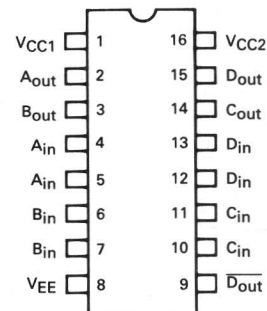 VCC1 1 16 VCC2
Aout 2 15 Dout
Bout 3 14 Cout
Ain 4 13 Din
Ain 5 12 Din
Bin 6 11 Cin
Bin 7 10 Cin
VEE 8 9 D̅o̅u̅t̅